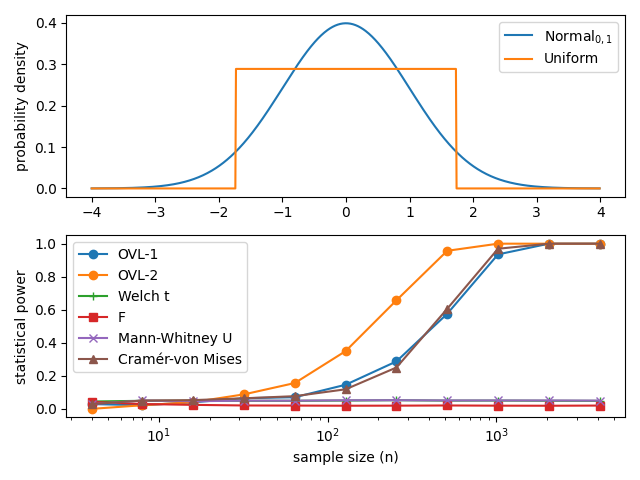 0.4
0.3
0.2
0.1
0.0
probability density
Normal₀,₁
Uniform
−4 −3 −2 −1 0 1 2 3 4
1.0
0.8
0.6
0.4
0.2
0.0
statistical power
OVL-1
OVL-2
Welch t
F
Mann-Whitney U
Cramér-von Mises
10¹ 10² 10³
sample size (n)